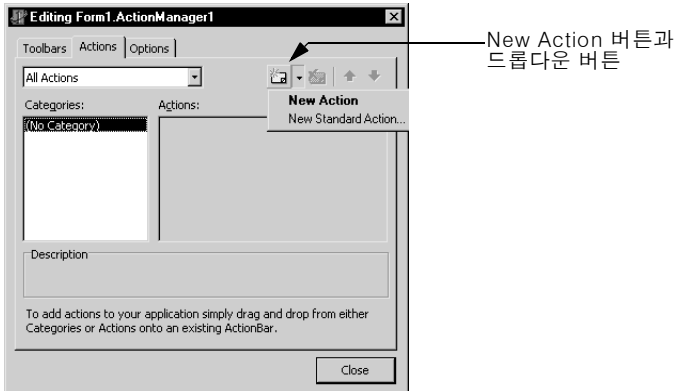 Editing Form1.ActionManager1
New Action 버튼과
드롭다운 버튼
Toolbars Actions Options
All Actions
Categories: Actions:
New Action
New Standard Action...
(No Category)
Description
To add actions to your application simply drag and drop from either
Categories or Actions onto an existing ActionBar.
Close